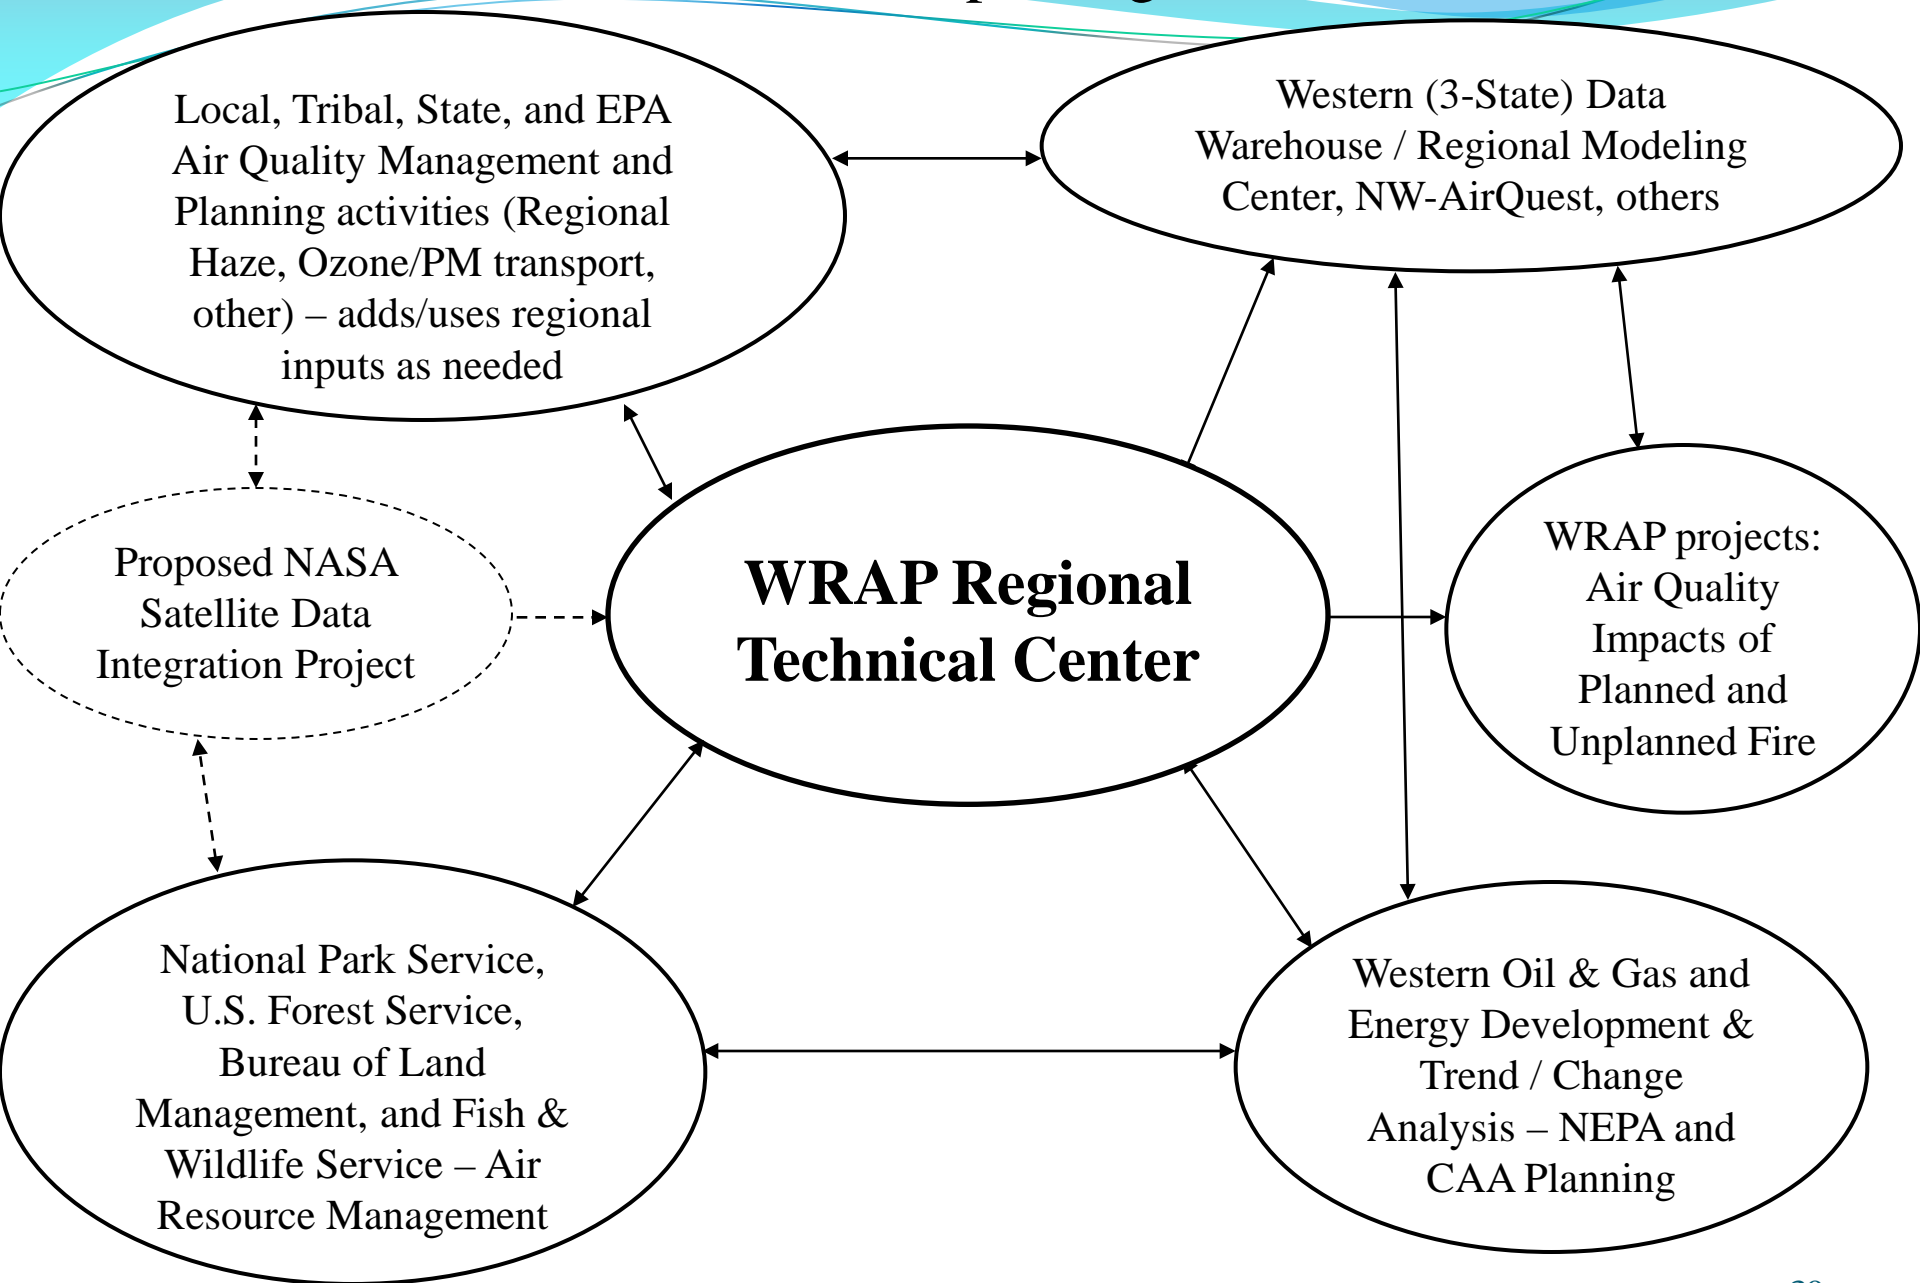 Local, Tribal, State, and EPA
Air Quality Management and
Planning activities (Regional
Haze, Ozone/PM transport,
other) – adds/uses regional
inputs as needed
Western (3-State) Data
Warehouse / Regional Modeling
Center, NW-AirQuest, others
Proposed NASA
Satellite Data
Integration Project
WRAP Regional
Technical Center
WRAP projects:
Air Quality
Impacts of
Planned and
Unplanned Fire
National Park Service,
U.S. Forest Service,
Bureau of Land
Management, and Fish &
Wildlife Service – Air
Resource Management
Western Oil & Gas and
Energy Development &
Trend / Change
Analysis – NEPA and
CAA Planning